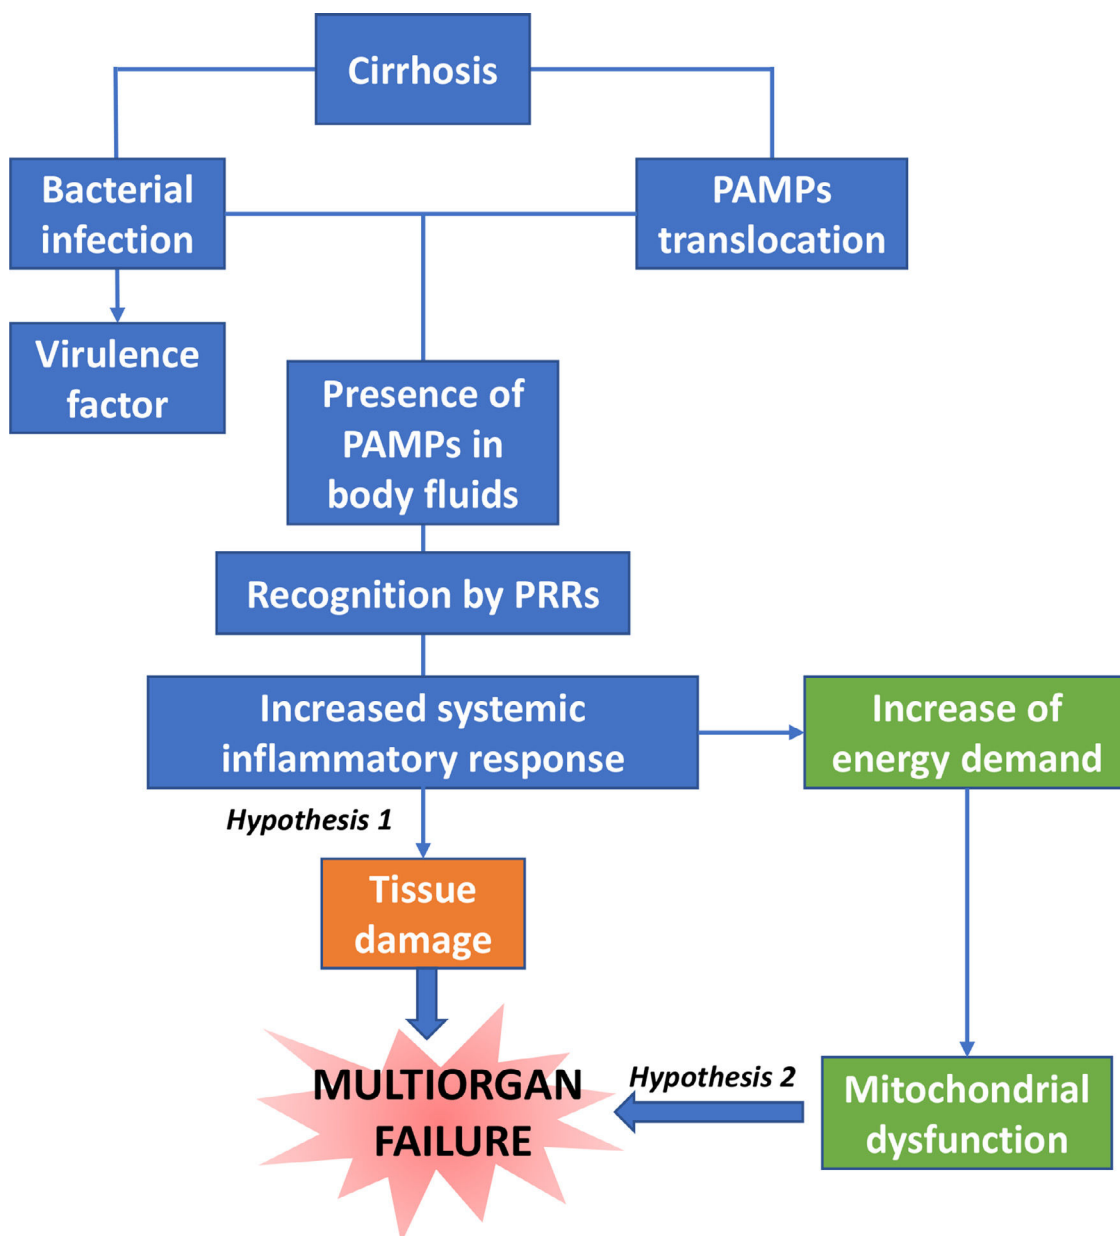 Cirrhosis
Bacterial
infection
PAMPs
translocation
Virulence
factor
Presence of
PAMPs in
body fluids
Recognition by PRRs
Increased systemic
inflammatory response
Increase of
energy demand
Hypothesis 1
Tissue
damage
MULTIORGAN
FAILURE
Hypothesis 2
Mitochondrial
dysfunction